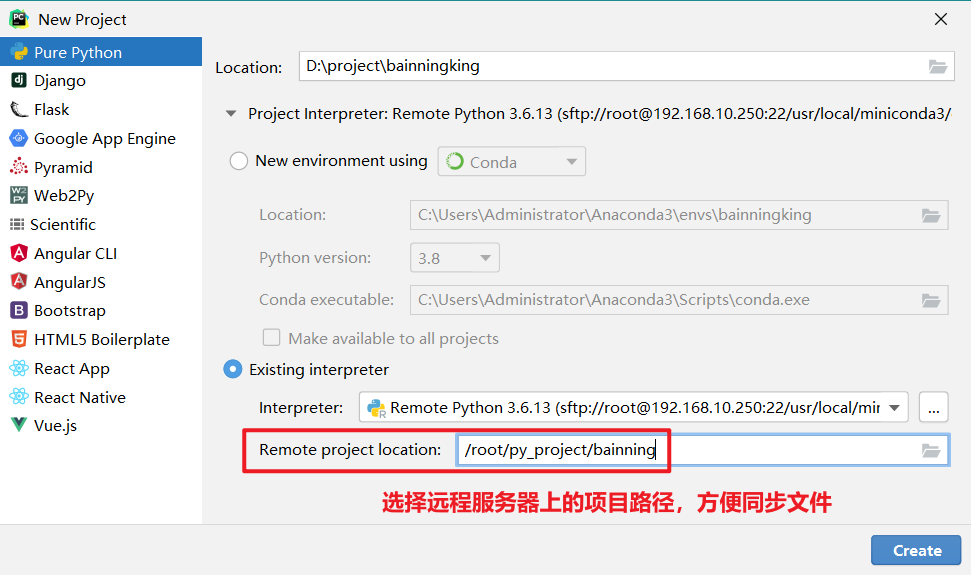 New Project
Pure Python
Django
Flask
Google App Engine
Pyramid
Web2Py
Scientific
Angular CLI
AngularJS
Bootstrap
HTML5 Boilerplate
React App
React Native
Vue.js
Location: D:\project\bainningking
Project Interpreter: Remote Python 3.6.13 (sftp://root@192.168.10.250:22/usr/local/miniconda3/
New environment using Conda
Location: C:\Users\Administrator\Anaconda3\envs\bainningking
Python version: 3.8
Conda executable: C:\Users\Administrator\Anaconda3\Scripts\conda.exe
Make available to all projects
Existing interpreter
Interpreter: Remote Python 3.6.13 (sftp://root@192.168.10.250:22/usr/local/mir ...
Remote project location: /root/py_project/bainning
选择远程服务器上的项目路径，方便同步文件
Create